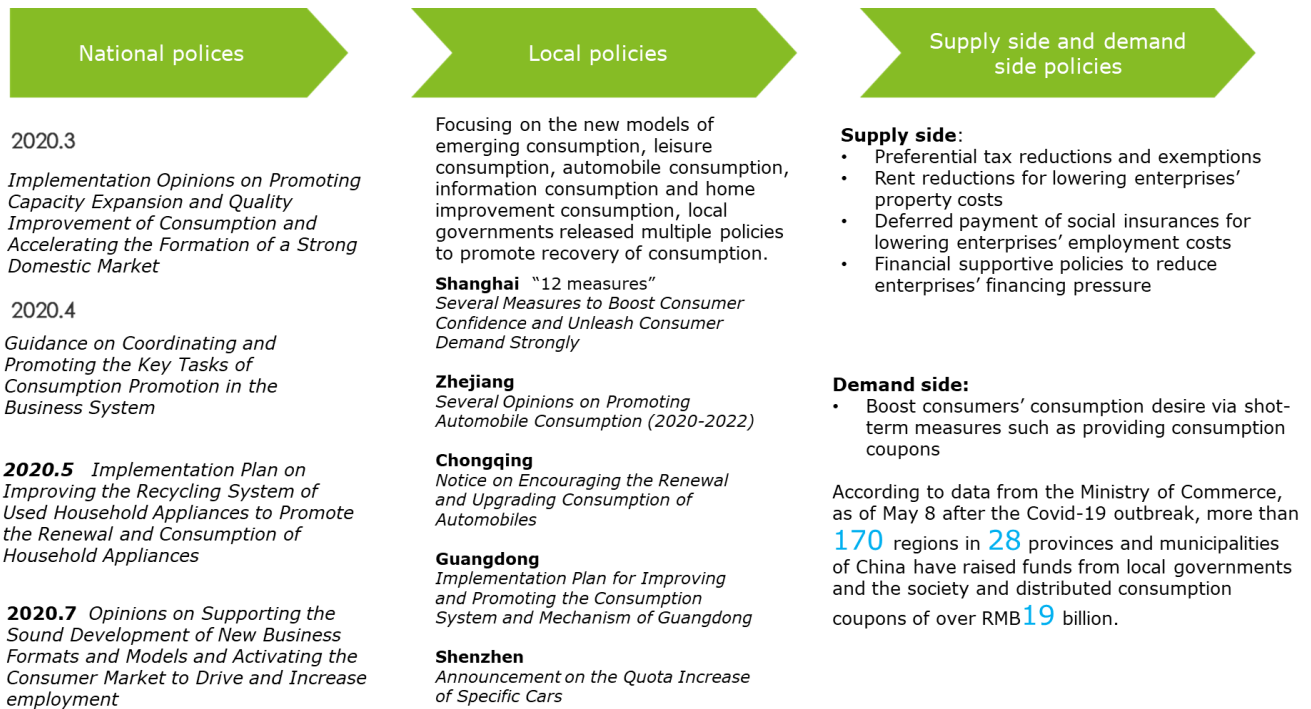 National polices
2020.3
Implementation Opinions on Promoting
Capacity Expansion and Quality
Improvement of Consumption and
Accelerating the Formation of a Strong
Domestic Market
2020.4
Guidance on Coordinating and
Promoting the Key Tasks of
Consumption Promotion in the
Business System
2020.5 Implementation Plan on
Improving the Recycling System of
Used Household Appliances to Promote
the Renewal and Consumption of
Household Appliances
2020.7 Opinions on Supporting the
Sound Development of New Business
Formats and Models and Activating the
Consumer Market to Drive and Increase
employment
Local policies
Focusing on the new models of
emerging consumption, leisure
consumption, automobile consumption,
information consumption and home
improvement consumption, local
governments released multiple policies
to promote recovery of consumption.
Shanghai “12 measures”
Several Measures to Boost Consumer
Confidence and Unleash Consumer
Demand Strongly
Zhejiang
Several Opinions on Promoting
Automobile Consumption (2020-2022)
Chongqing
Notice on Encouraging the Renewal
and Upgrading Consumption of
Automobiles
Guangdong
Implementation Plan for Improving
and Promoting the Consumption
System and Mechanism of Guangdong
Shenzhen
Announcement on the Quota Increase
of Specific Cars
Supply side and demand
side policies
Supply side:
• Preferential tax reductions and exemptions
• Rent reductions for lowering enterprises’
property costs
• Deferred payment of social insurances for
lowering enterprises’ employment costs
• Financial supportive policies to reduce
enterprises’ financing pressure
Demand side:
• Boost consumers’ consumption desire via shot-
term measures such as providing consumption
coupons
According to data from the Ministry of Commerce,
as of May 8 after the Covid-19 outbreak, more than
170 regions in 28 provinces and municipalities
of China have raised funds from local governments
and the society and distributed consumption
coupons of over RMB19 billion.